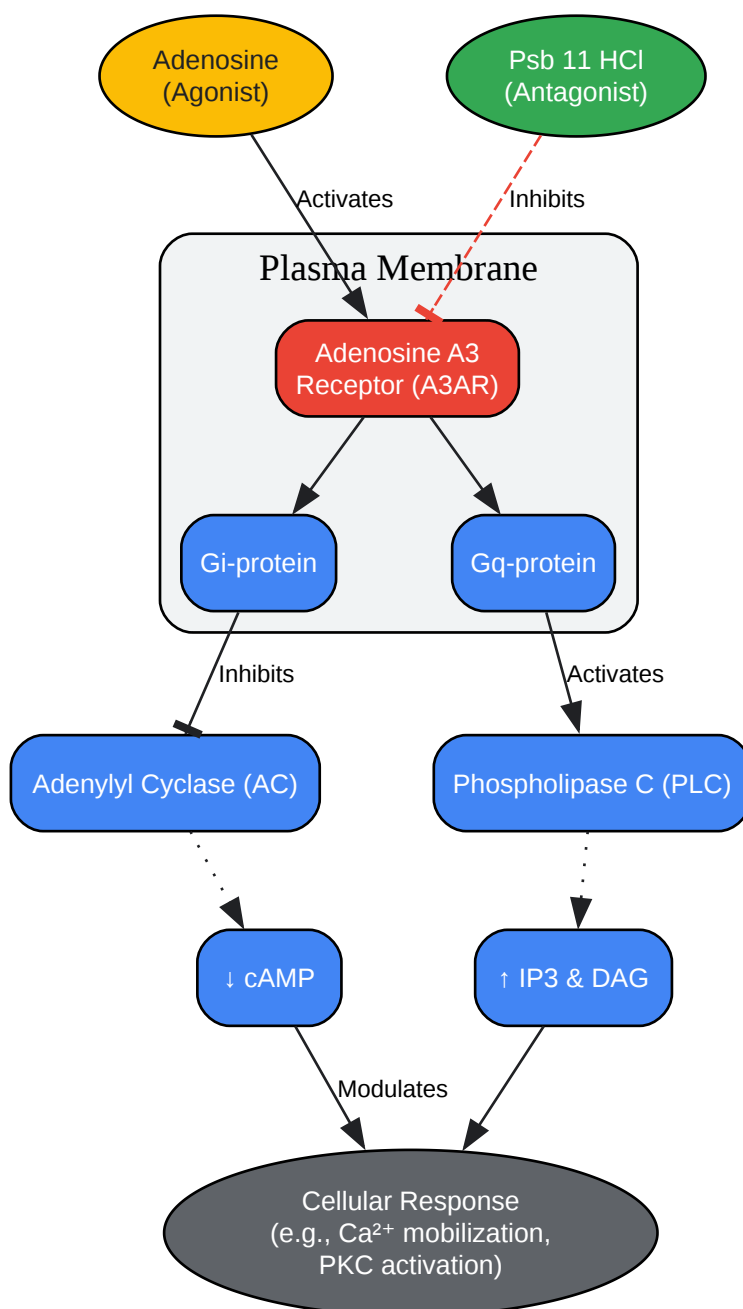 Adenosine
(Agonist)
Psb 11 HCl
(Antagonist)
Activates
Inhibits
Plasma Membrane
Adenosine A3
Receptor (A3AR)
Gi-protein
Gq-protein
Inhibits
Activates
Adenylyl Cyclase (AC)
Phospholipase C (PLC)
↓ cAMP
↑ IP3 & DAG
Modulates
Cellular Response
(e.g., Ca²⁺ mobilization,
PKC activation)